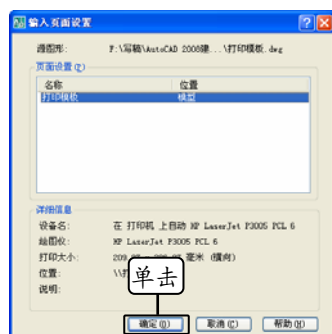 输入页面设置
源图形: F:\写稿\AutoCAD 2008建...\打印模板.dwg
页面设置(P)
名称 位置
打印模板 模型
详细信息
设备名: 在 打印机 上自动 HP LaserJet P3005 PCL 6
绘图仪: HP LaserJet P3005 PCL 6
打印大小: 毫米 (横向)
位置:
说明:
单击
确定(O) 取消(C) 帮助(H)